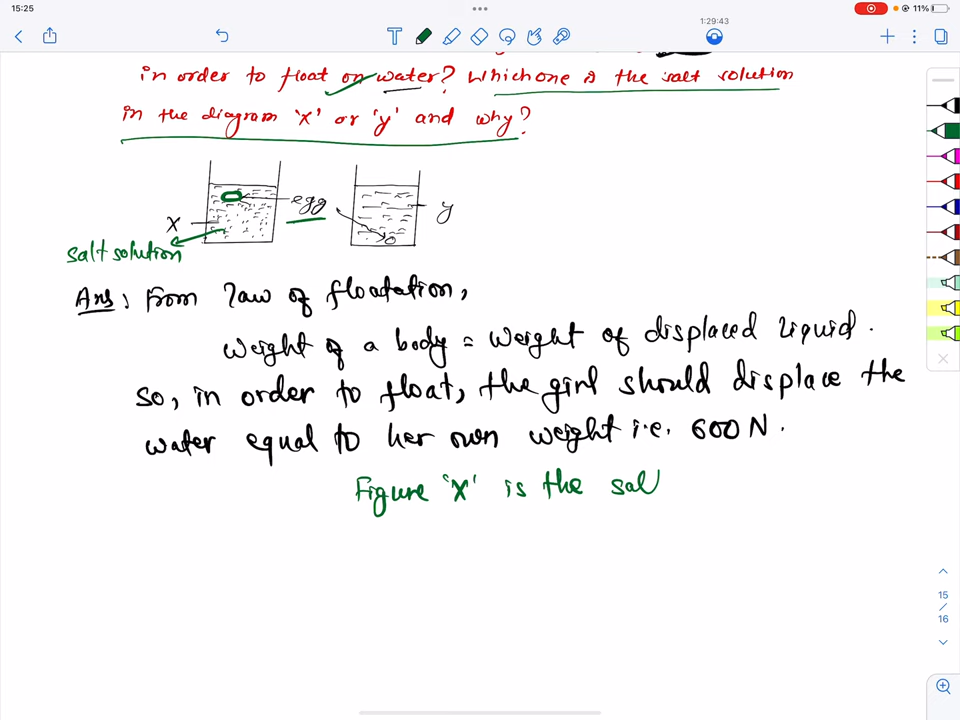 15:25
11%
1:29:43
in order to float on water? Which one is the salt solution
in the diagram 'x' or 'y' and why?
egg
X
y
salt solution
Ans: From law of floatation,
Weight of a body = Weight of displaced liquid.
so, in order to float, the girl should displace the
water equal to her own weight i.e. 600 N.
Figure 'X' is the sal
15
/
16